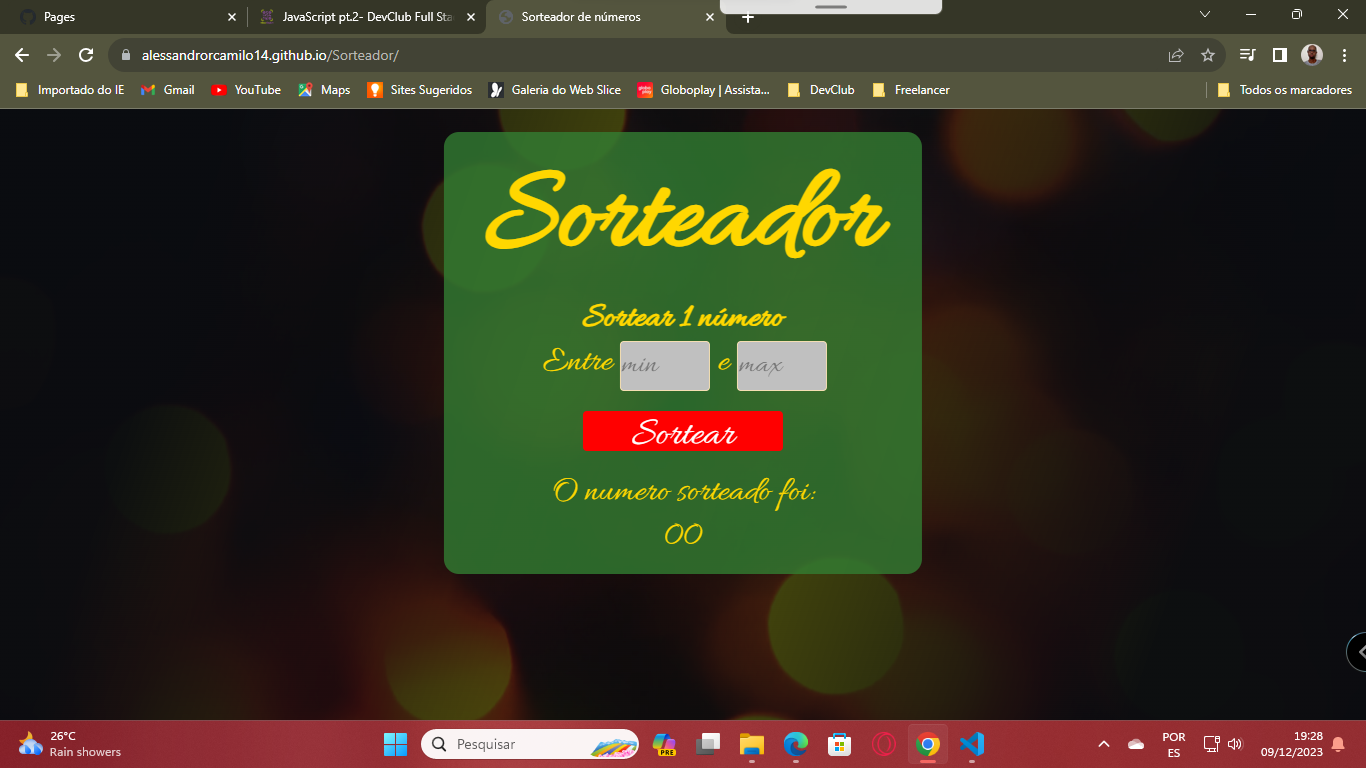 Pages
JavaScript pt.2- DevClub Full Sta
Sorteador de números
alessandrorcamilo14.github.io/Sorteador/
Importado do IE
Gmail
YouTube
Maps
Sites Sugeridos
Galeria do Web Slice
Globoplay | Assista...
DevClub
Freelancer
Todos os marcadores
Sorteador
Sortear 1 número
Entre min e max
Sortear
O numero sorteado foi:
00
26°C
Rain showers
Pesquisar
PRE
POR
ES
19:28
09/12/2023